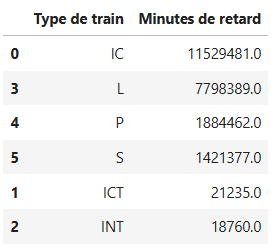 Type de train Minutes de retard
0 IC 11529481.0
3 L 7798389.0
4 P 1884462.0
5 S 1421377.0
1 ICT 21235.0
2 INT 18760.0